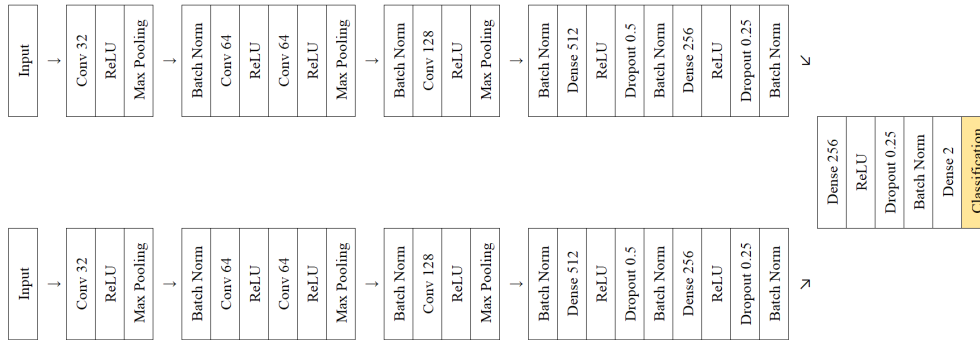 Input
→
Conv 32
ReLU
Max Pooling
→
Batch Norm
Conv 64
ReLU
Conv 64
ReLU
Max Pooling
→
Batch Norm
Conv 128
ReLU
Max Pooling
→
Batch Norm
Dense 512
ReLU
Dropout 0.5
Batch Norm
Dense 256
ReLU
Dropout 0.25
Batch Norm
↙
Input
→
Conv 32
ReLU
Max Pooling
→
Batch Norm
Conv 64
ReLU
Conv 64
ReLU
Max Pooling
→
Batch Norm
Conv 128
ReLU
Max Pooling
→
Batch Norm
Dense 512
ReLU
Dropout 0.5
Batch Norm
Dense 256
ReLU
Dropout 0.25
Batch Norm
↗
Dense 256
ReLU
Dropout 0.25
Batch Norm
Dense 2
Classification